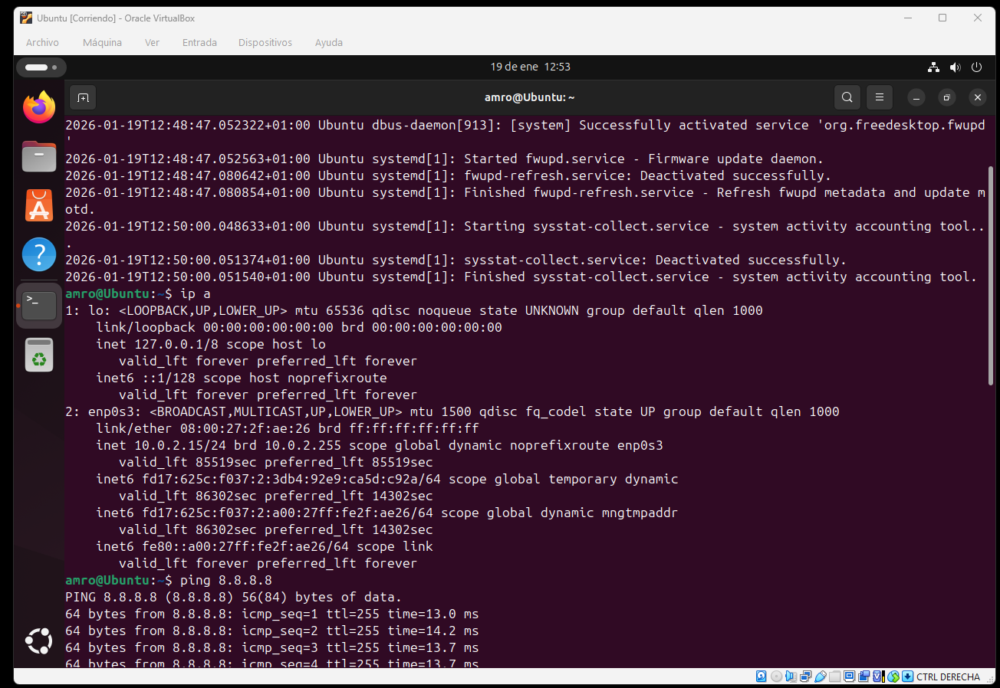 Ubuntu [Corriendo] - Oracle VirtualBox
Archivo Máquina Ver Entrada Dispositivos Ayuda
19 de ene 12:53
amro@Ubuntu: ~
2026-01-19T12:48:47.052322+01:00 Ubuntu dbus-daemon[913]: [system] Successfully activated service 'org.freedesktop.fwupd
'
2026-01-19T12:48:47.052563+01:00 Ubuntu systemd[1]: Started fwupd.service - Firmware update daemon.
2026-01-19T12:48:47.080642+01:00 Ubuntu systemd[1]: fwupd-refresh.service: Deactivated successfully.
2026-01-19T12:48:47.080854+01:00 Ubuntu systemd[1]: Finished fwupd-refresh.service - Refresh fwupd metadata and update m
otd.
2026-01-19T12:50:00.048633+01:00 Ubuntu systemd[1]: Starting sysstat-collect.service - system activity accounting tool..
.
2026-01-19T12:50:00.051374+01:00 Ubuntu systemd[1]: sysstat-collect.service: Deactivated successfully.
2026-01-19T12:50:00.051540+01:00 Ubuntu systemd[1]: Finished sysstat-collect.service - system activity accounting tool.
amro@Ubuntu:~$ ip a
1: lo: <LOOPBACK,UP,LOWER_UP> mtu 65536 qdisc noqueue state UNKNOWN group default qlen 1000
link/loopback 00:00:00:00:00:00 brd 00:00:00:00:00:00
inet 127.0.0.1/8 scope host lo
valid_lft forever preferred_lft forever
inet6 ::1/128 scope host noprefixroute
valid_lft forever preferred_lft forever
2: enp0s3: <BROADCAST,MULTICAST,UP,LOWER_UP> mtu 1500 qdisc fq_codel state UP group default qlen 1000
link/ether 08:00:27:2f:ae:26 brd ff:ff:ff:ff:ff:ff
inet 10.0.2.15/24 brd 10.0.2.255 scope global dynamic noprefixroute enp0s3
valid_lft 85519sec preferred_lft 85519sec
inet6 fd17:625c:f037:2:3db4:92e9:ca5d:c92a/64 scope global temporary dynamic
valid_lft 86302sec preferred_lft 14302sec
inet6 fd17:625c:f037:2:a00:27ff:fe2f:ae26/64 scope global dynamic mngtmpaddr
valid_lft 86302sec preferred_lft 14302sec
inet6 fe80::a00:27ff:fe2f:ae26/64 scope link
valid_lft forever preferred_lft forever
amro@Ubuntu:~$ ping 8.8.8.8
PING 8.8.8.8 (8.8.8.8) 56(84) bytes of data.
64 bytes from 8.8.8.8: icmp_seq=1 ttl=255 time=13.0 ms
64 bytes from 8.8.8.8: icmp_seq=2 ttl=255 time=14.2 ms
64 bytes from 8.8.8.8: icmp_seq=3 ttl=255 time=13.7 ms
64 bytes from 8.8.8.8: icmp_seq=4 ttl=255 time=13.7 ms
CTRL DERECHA